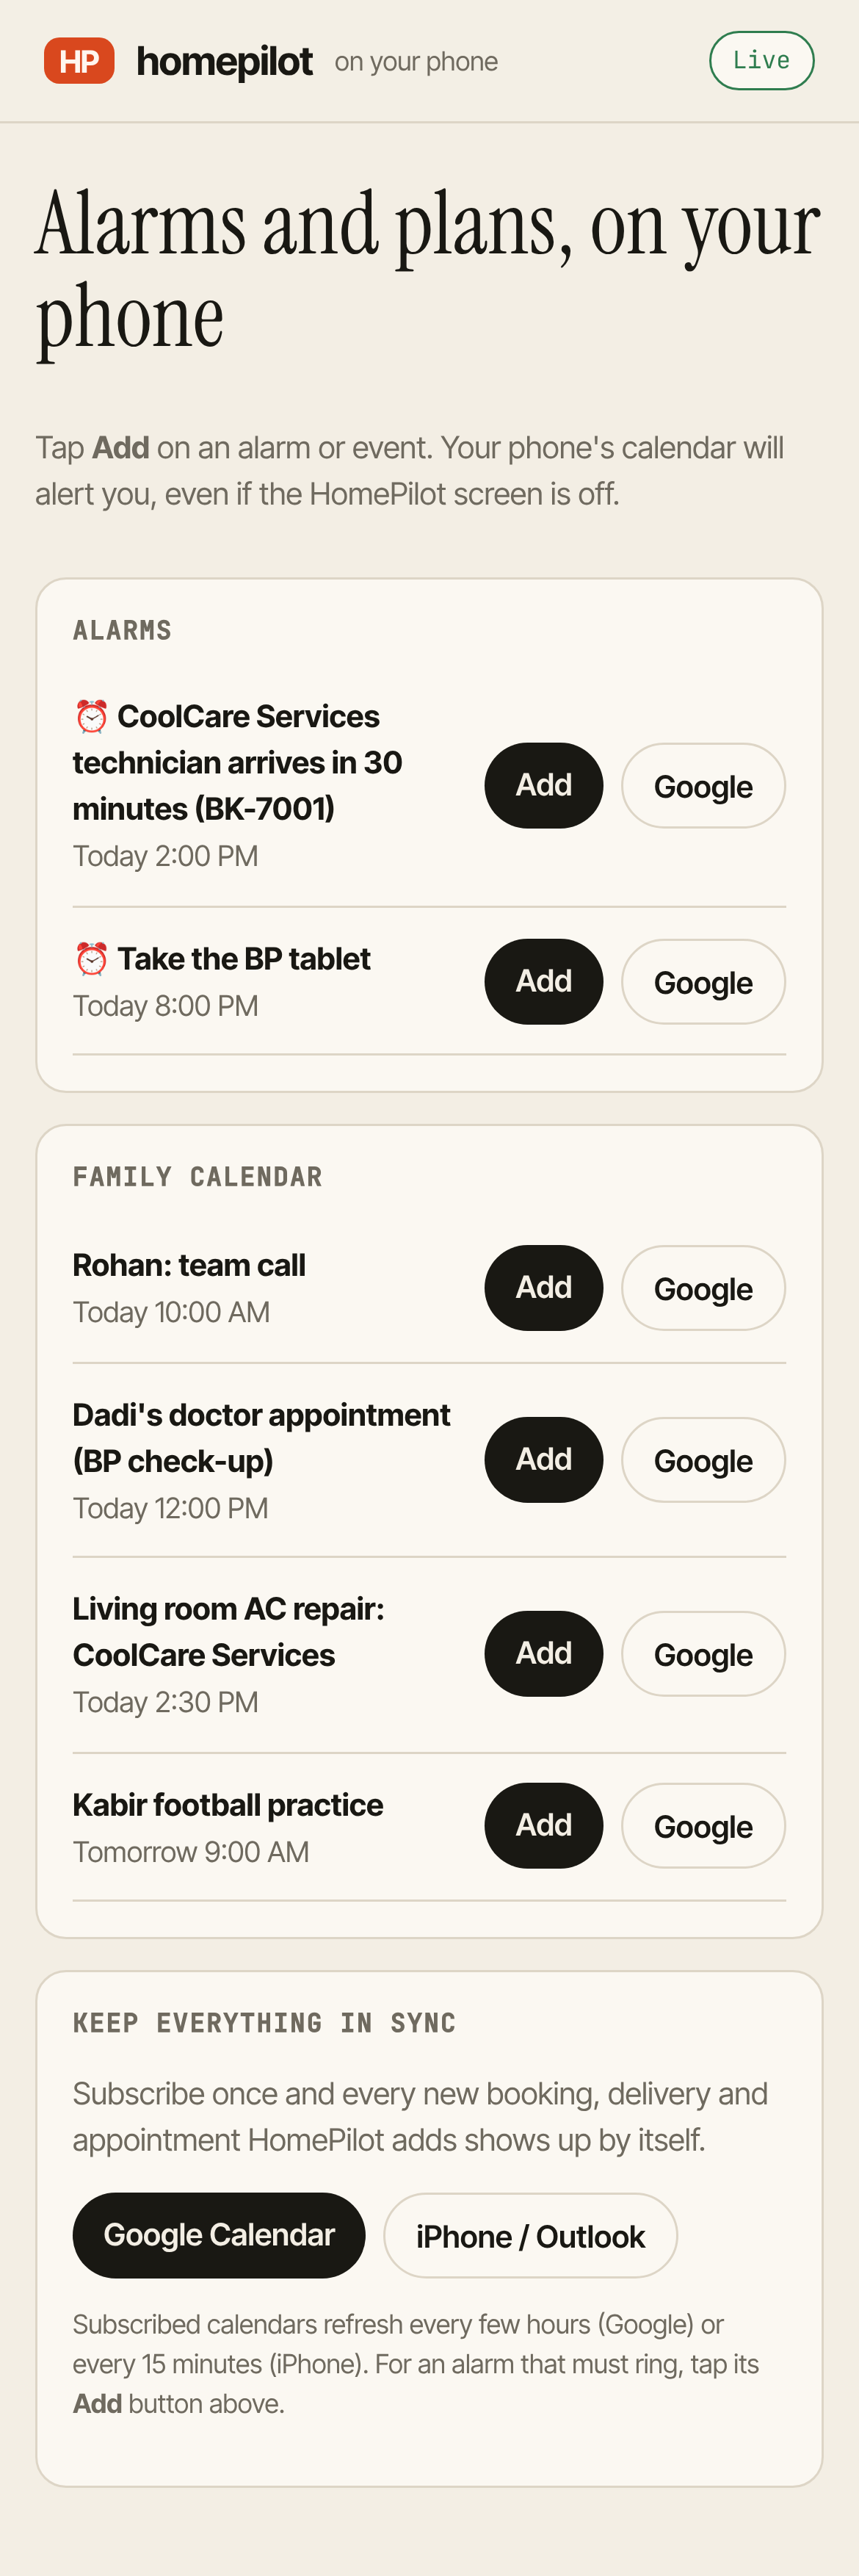 HP homepilot on your phone Live
Alarms and plans, on your
phone
Tap Add on an alarm or event. Your phone's calendar will
alert you, even if the HomePilot screen is off.
ALARMS
⏰ CoolCare Services
technician arrives in 30
minutes (BK-7001)
Today 2:00 PM
Add Google
⏰ Take the BP tablet
Today 8:00 PM
Add Google
FAMILY CALENDAR
Rohan: team call
Today 10:00 AM
Add Google
Dadi's doctor appointment
(BP check-up)
Today 12:00 PM
Add Google
Living room AC repair:
CoolCare Services
Today 2:30 PM
Add Google
Kabir football practice
Tomorrow 9:00 AM
Add Google
KEEP EVERYTHING IN SYNC
Subscribe once and every new booking, delivery and
appointment HomePilot adds shows up by itself.
Google Calendar iPhone / Outlook
Subscribed calendars refresh every few hours (Google) or
every 15 minutes (iPhone). For an alarm that must ring, tap its
Add button above.